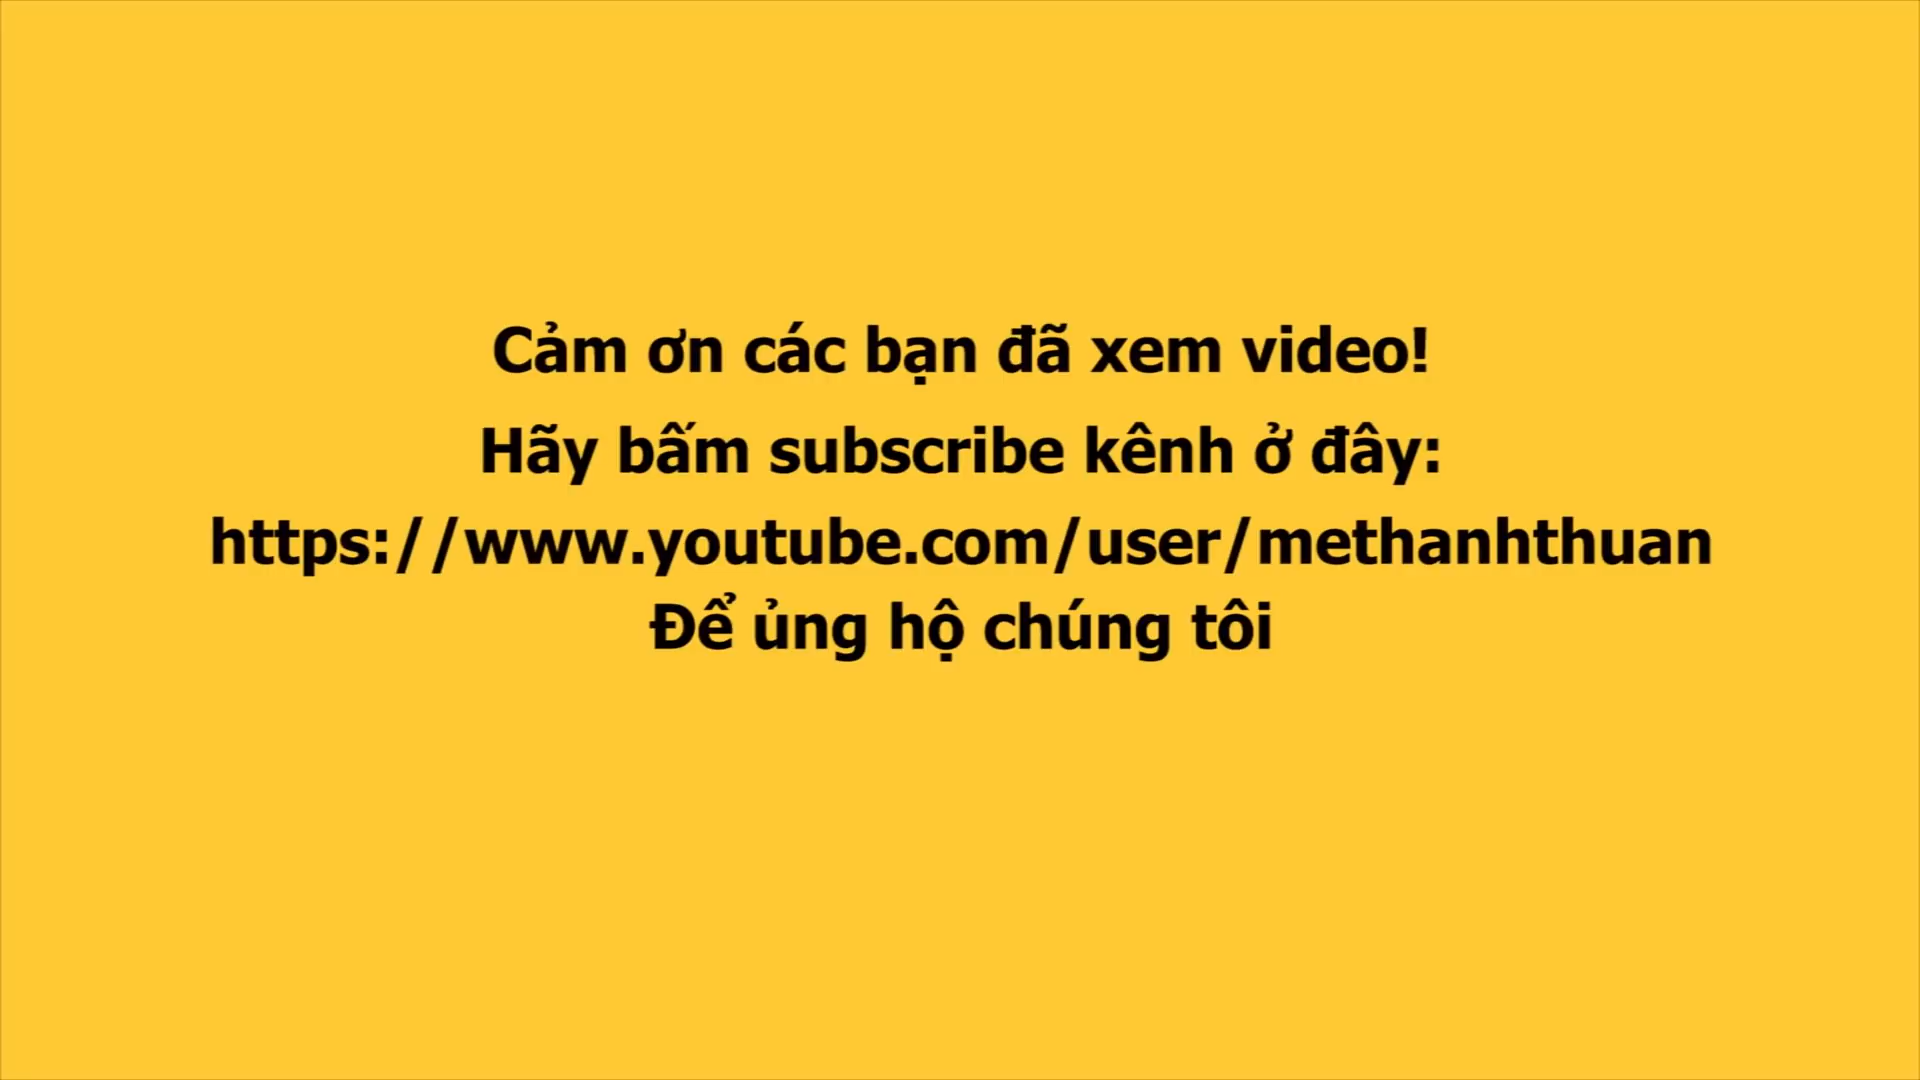 Cảm ơn các bạn đã xem video!
Hãy bấm subscribe kênh ở đây:
https://www.youtube.com/user/methanhthuan
Để ủng hộ chúng tôi